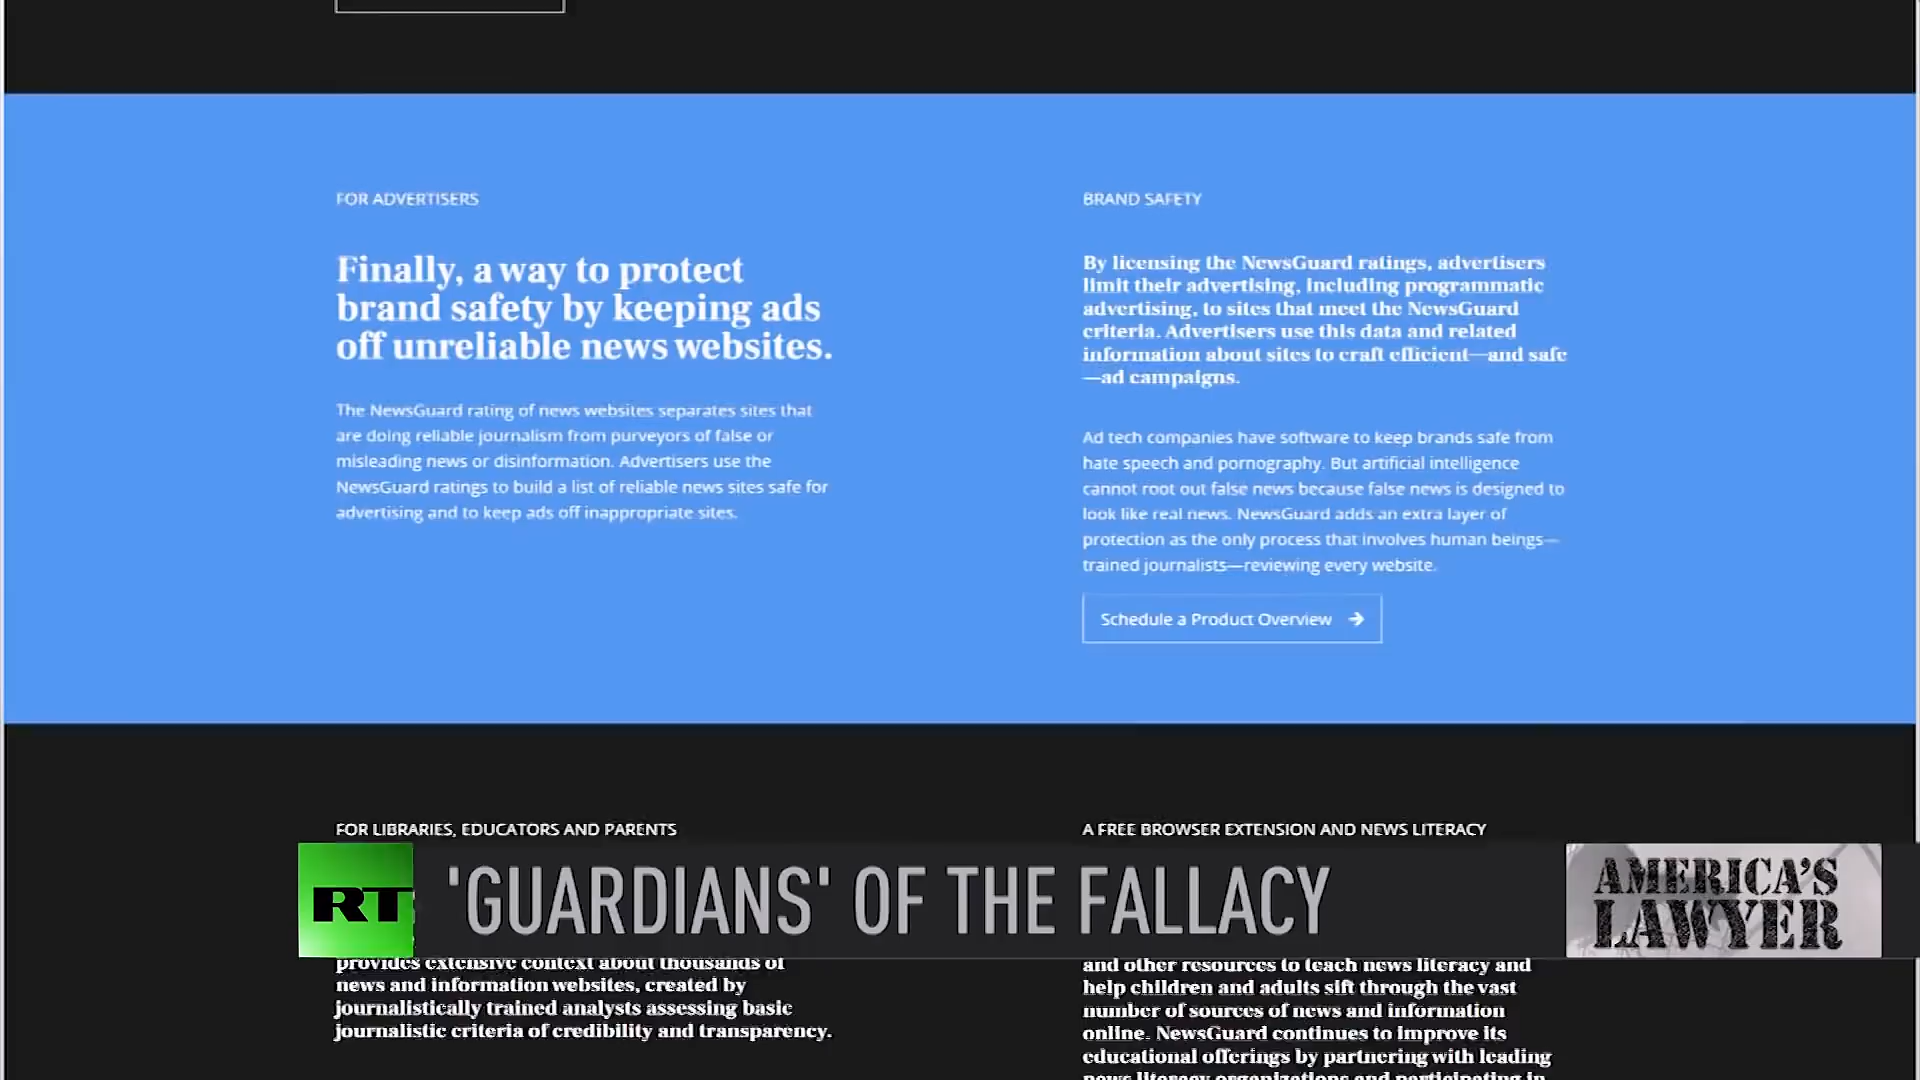 FOR ADVERTISERS
Finally, a way to protect
brand safety by keeping ads
off unreliable news websites.
The NewsGuard rating of news websites separates sites that
are doing reliable journalism from purveyors of false or
misleading news or disinformation. Advertisers use the
NewsGuard ratings to build a list of reliable news sites safe for
advertising and to keep ads off inappropriate sites.
BRAND SAFETY
By licensing the NewsGuard ratings, advertisers
limit their advertising, including programmatic
advertising, to sites that meet the NewsGuard
criteria. Advertisers use this data and related
information about sites to craft efficient—and safe
—ad campaigns.
Ad tech companies have software to keep brands safe from
hate speech and pornography. But artificial intelligence
cannot root out false news because false news is designed to
look like real news. NewsGuard adds an extra layer of
protection as the only process that involves human beings—
trained journalists—reviewing every website.
Schedule a Product Overview →
FOR LIBRARIES, EDUCATORS AND PARENTS
provides extensive context about thousands of
news and information websites, created by
journalistically trained analysts assessing basic
journalistic criteria of credibility and transparency.
A FREE BROWSER EXTENSION AND NEWS LITERACY
and other resources to teach news literacy and
help children and adults sift through the vast
number of sources of news and information
online. NewsGuard continues to improve its
educational offerings by partnering with leading
news literacy organizations and participating in
RT
'GUARDIANS' OF THE FALLACY
AMERICA'S
LAWYER